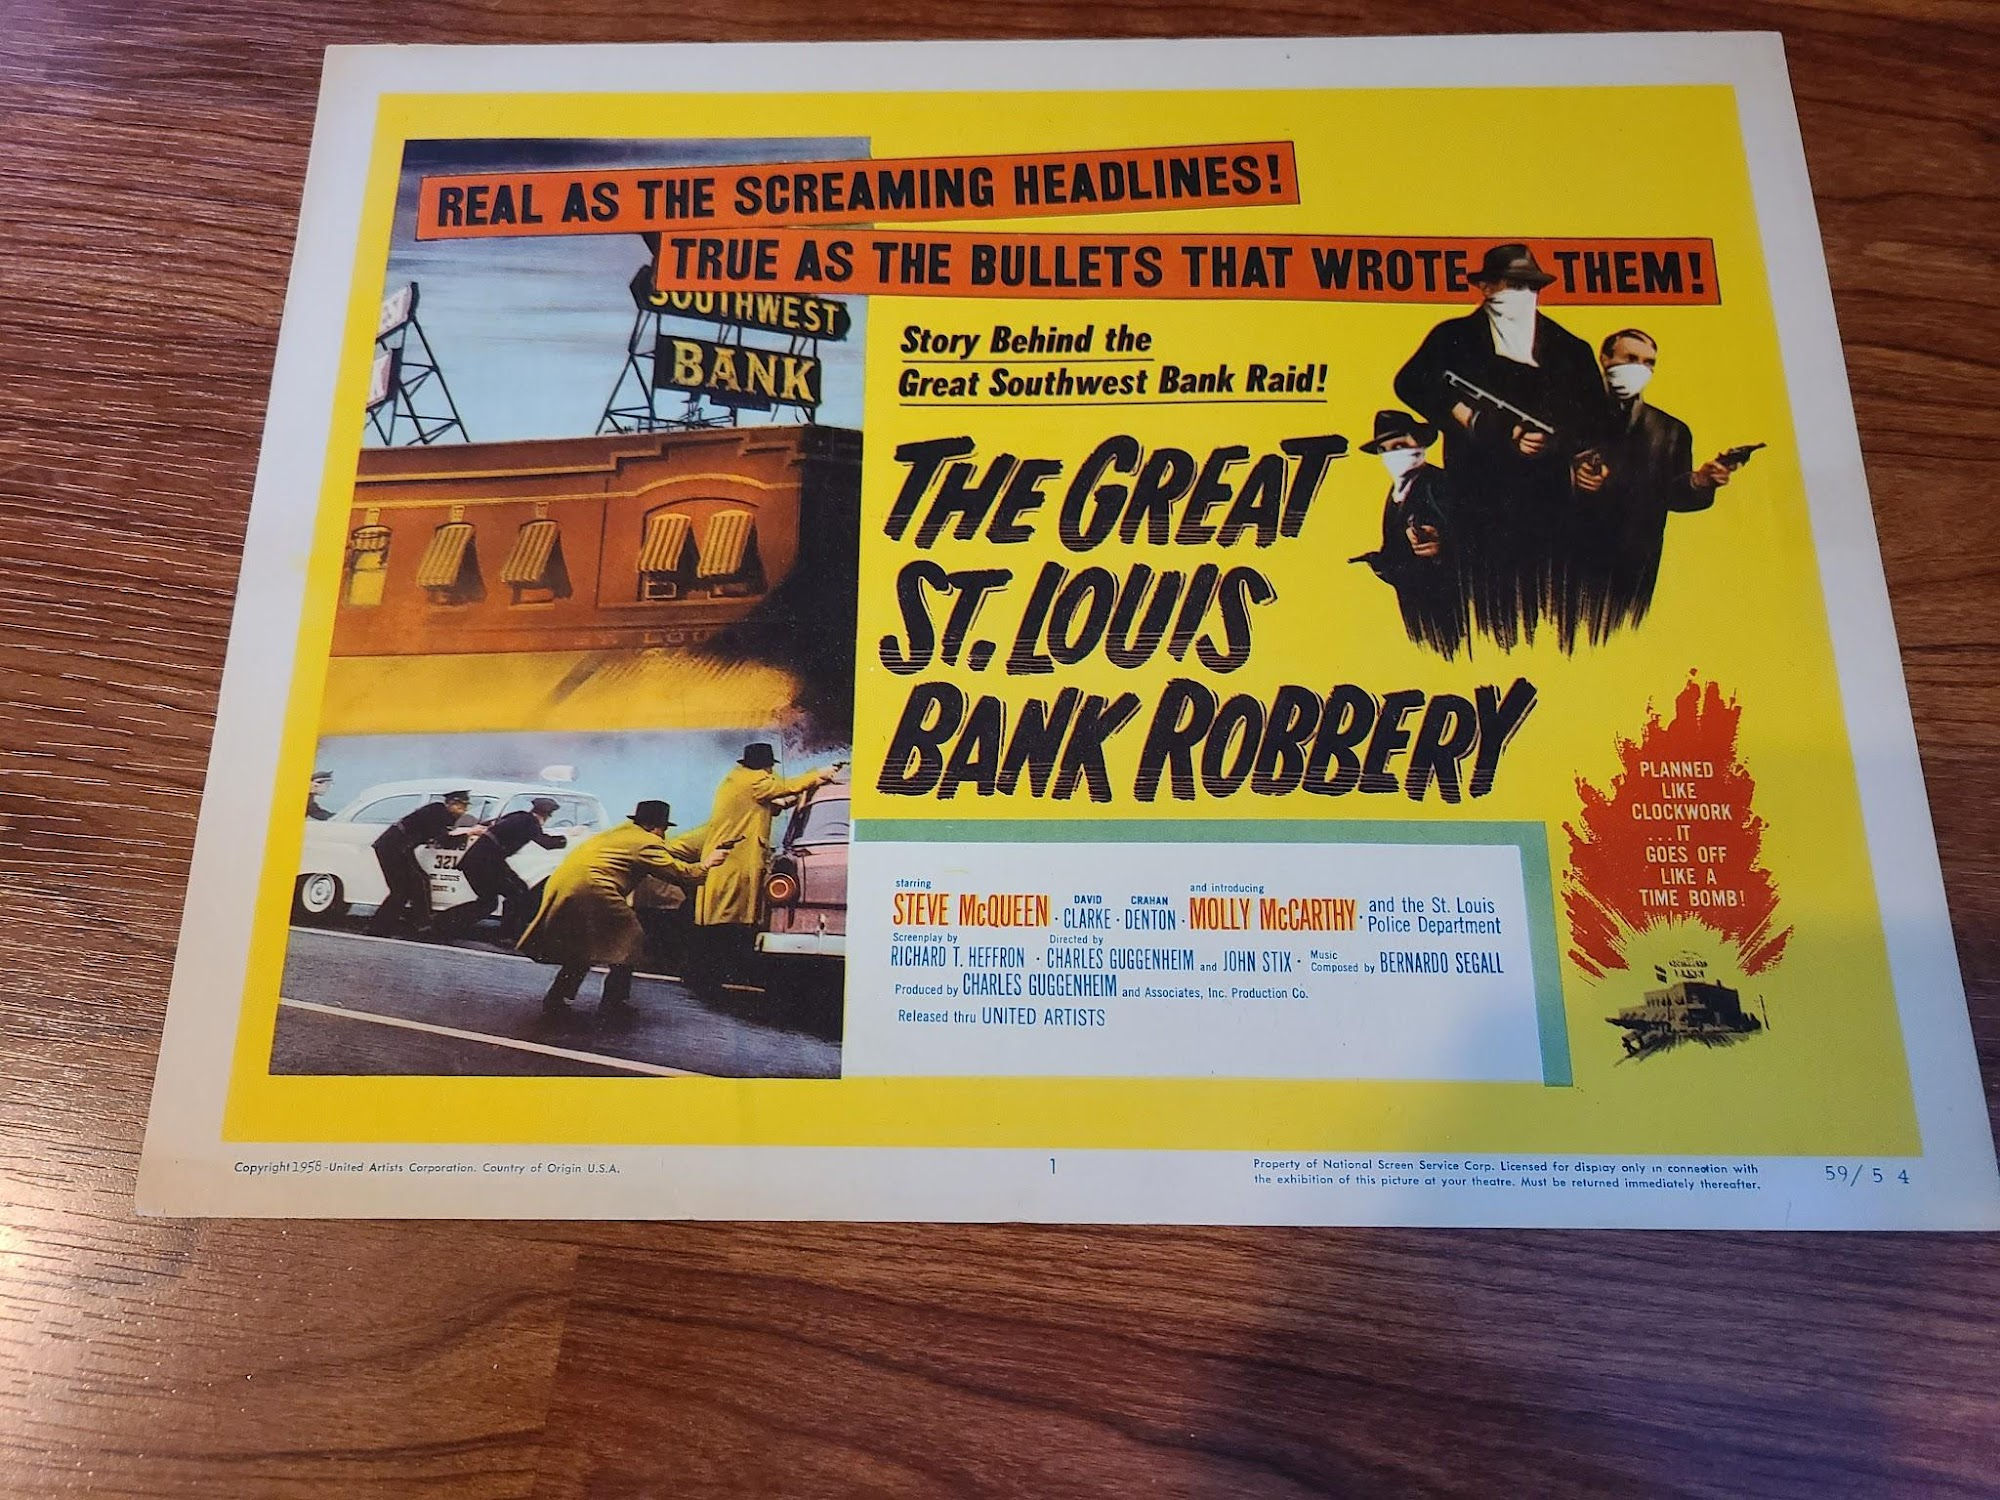 REAL AS THE SCREAMING HEADLINES!
TRUE AS THE BULLETS THAT WROTE THEM!
SOUTHWEST
BANK
Story Behind the
Great Southwest Bank Raid!
THE GREAT
ST. LOUIS
BANK ROBBERY
PLANNED
LIKE
CLOCKWORK
...IT
GOES OFF
LIKE A
TIME BOMB!
321
ST. LOUIS
starring
STEVE McQUEEN · DAVID CLARKE · CRAHAN DENTON · and introducing MOLLY McCARTHY · and the St. Louis Police Department
Screenplay by RICHARD T. HEFFRON · Directed by CHARLES GUGGENHEIM and JOHN STIX · Music Composed by BERNARDO SEGALL
Produced by CHARLES GUGGENHEIM and Associates, Inc. Production Co.
Released thru UNITED ARTISTS
Copyright 1958 - United Artists Corporation. Country of Origin U.S.A.
1
Property of National Screen Service Corp. Licensed for display only in connection with
the exhibition of this picture at your theatre. Must be returned immediately thereafter.
59/54